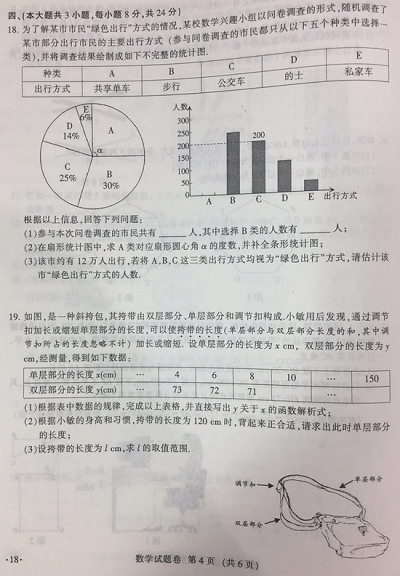 四、(本大题共 3 小题，每小题 8 分，共 24 分)
18. 为了解某市市民“绿色出行”方式的情况，某校数学兴趣小组以问卷调查的形式，随机调查了
某市部分出行市民的主要出行方式（参与问卷调查的市民都只从以下五个种类中选择一
类），并将调查结果绘制成如下不完整的统计图．
种类 A B C D E
出行方式 共享单车 步行 公交车 的士 私家车
E 6%
D 14%
A
α
C 25%
B 30%
人数
300
250
200
150
100
50
0
200
A B C D E 出行方式
根据以上信息，回答下列问题：
(1)参与本次问卷调查的市民共有______人，其中选择 B 类的人数有______人；
(2)在扇形统计图中，求 A 类对应扇形圆心角 α 的度数，并补全条形统计图；
(3)该市约有 12 万人出行，若将 A,B,C 这三类出行方式均视为“绿色出行”方式，请估计该
市“绿色出行”方式的人数．
19. 如图，是一种斜挎包，其挎带由双层部分、单层部分和调节扣构成．小敏用后发现，通过调节
扣加长或缩短单层部分的长度，可以使挎带的长度(单层部分与双层部分长度的和，其中调
节扣所占的长度忽略不计）加长或缩短．设单层部分的长度为 x cm，双层部分的长度为 y
cm，经测量，得到如下数据：
单层部分的长度 x(cm) … 4 6 8 10 … 150
双层部分的长度 y(cm) … 73 72 71 …
(1)根据表中数据的规律，完成以上表格，并直接写出 y 关于 x 的函数解析式；
(2)根据小敏的身高和习惯，挎带的长度为 120 cm 时，背起来正合适，请求出此时单层部分
的长度；
(3)设挎带的长度为 l cm，求 l 的取值范围．
调节扣
单层部分
双层部分
·18·
数学试题卷 第 4 页 （共 6 页）